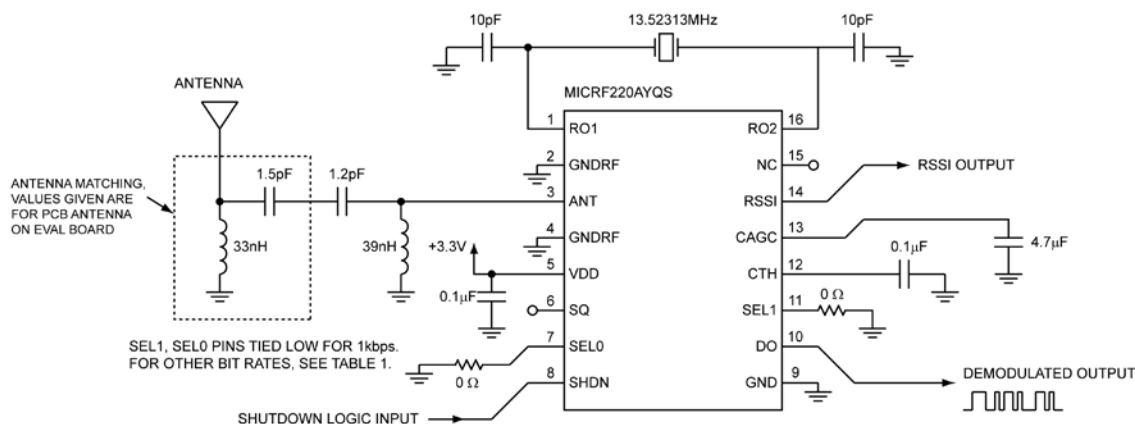 10pF
13.52313MHz
10pF
ANTENNA
MICRF220AYQS
1
RO1
RO2
16
2
GNDRF
NC
15
RSSI OUTPUT
ANTENNA MATCHING,
VALUES GIVEN ARE
FOR PCB ANTENNA
ON EVAL BOARD
1.5pF
1.2pF
3
ANT
RSSI
14
33nH
39nH
4
GNDRF
CAGC
13
4.7µF
+3.3V
5
VDD
CTH
12
0.1µF
0.1µF
6
SQ
SEL1
11
0 Ω
SEL1, SEL0 PINS TIED LOW FOR 1kbps.
FOR OTHER BIT RATES, SEE TABLE 1.
7
SEL0
DO
10
0 Ω
8
SHDN
GND
9
DEMODULATED OUTPUT
SHUTDOWN LOGIC INPUT